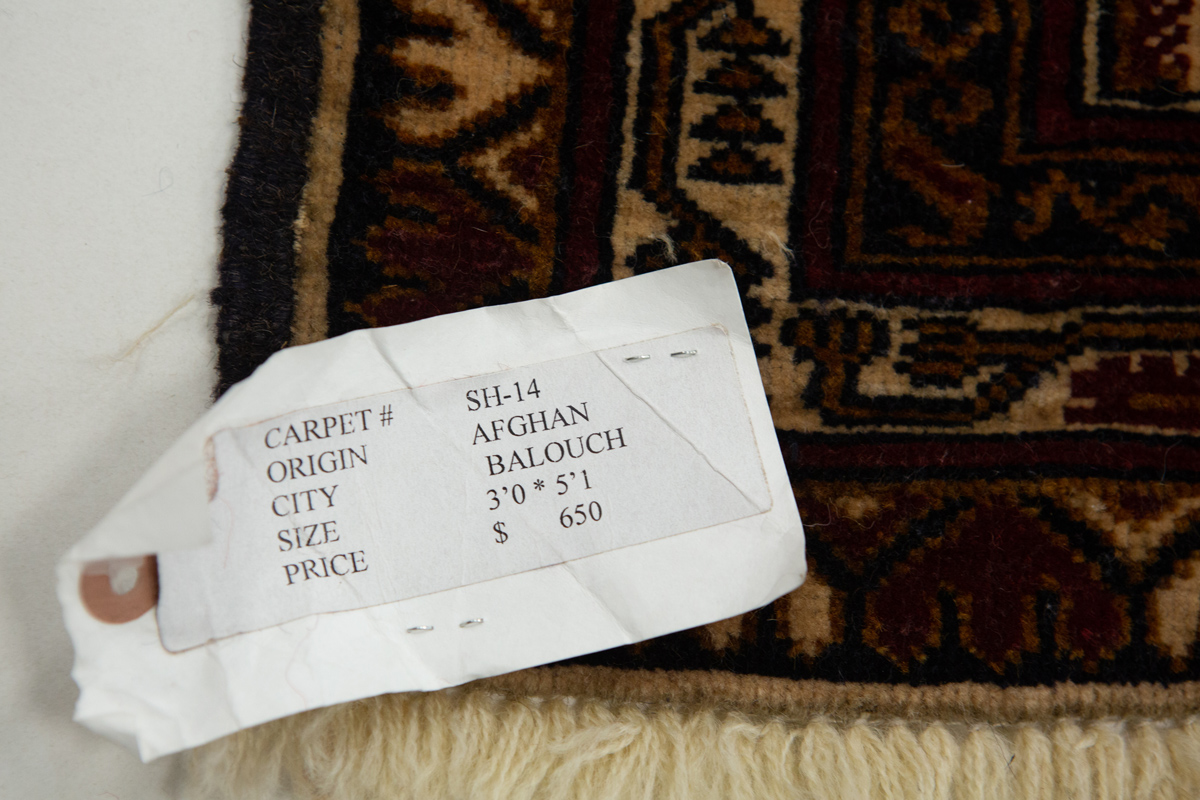 CARPET # SH-14
ORIGIN AFGHAN
CITY BALOUCH
SIZE 3'0 * 5'1
PRICE $ 650